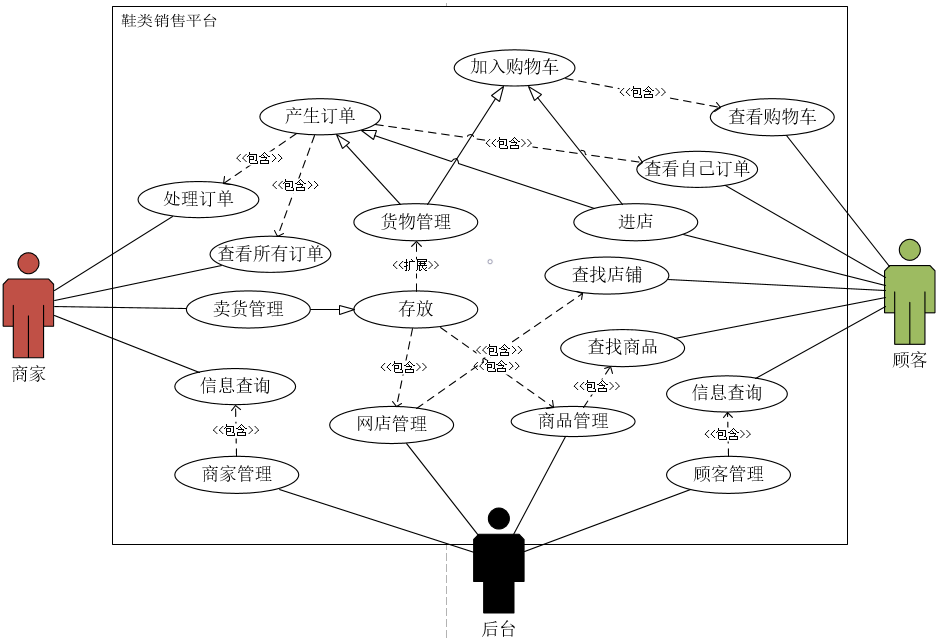 鞋类销售平台
加入购物车
<<包含>>
产生订单
查看购物车
<<包含>>
<<包含>>
查看自己订单
<<包含>>
处理订单
货物管理
进店
查看所有订单
<<扩展>>
查找店铺
卖货管理
存放
<<包含>>
查找商品
<<包含>>
<<包含>>
商家
顾客
信息查询
<<包含>>
信息查询
网店管理
商品管理
<<包含>>
<<包含>>
商家管理
顾客管理
后台